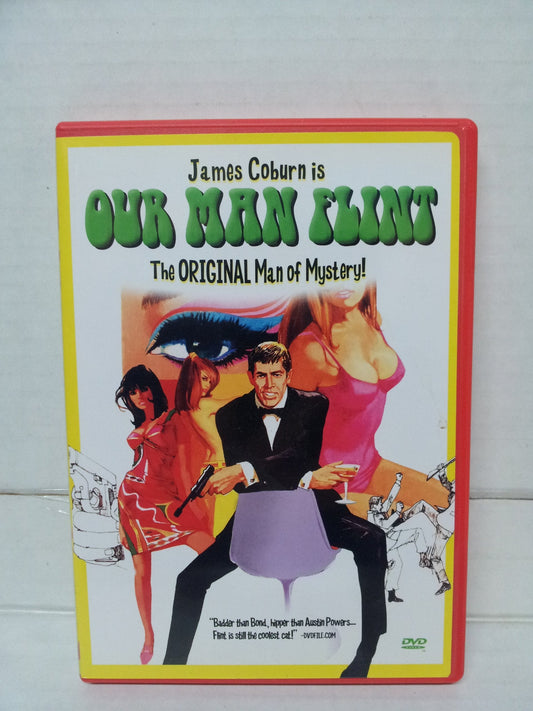 James Coburn is
OUR MAN FLINT
The ORIGINAL Man of Mystery!
"Badder than Bond, hipper than Austin Powers...
Flint is still the coolest cat!" -DVDFILE.COM
DVD